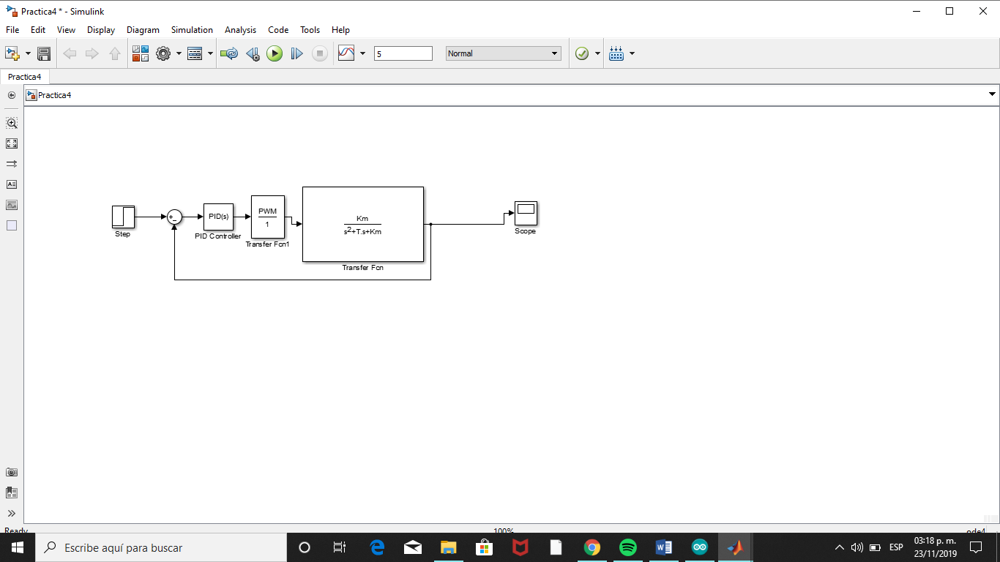 Practica4 * - Simulink
File Edit View Display Diagram Simulation Analysis Code Tools Help
5 Normal
Practica4
Practica4
Step
PID(s)
PID Controller
PWM
1
Transfer Fcn1
Km
s2+T.s+Km
Transfer Fcn
Scope
Ready 100% ode4
Escribe aquí para buscar
ESP
03:18 p. m.
23/11/2019